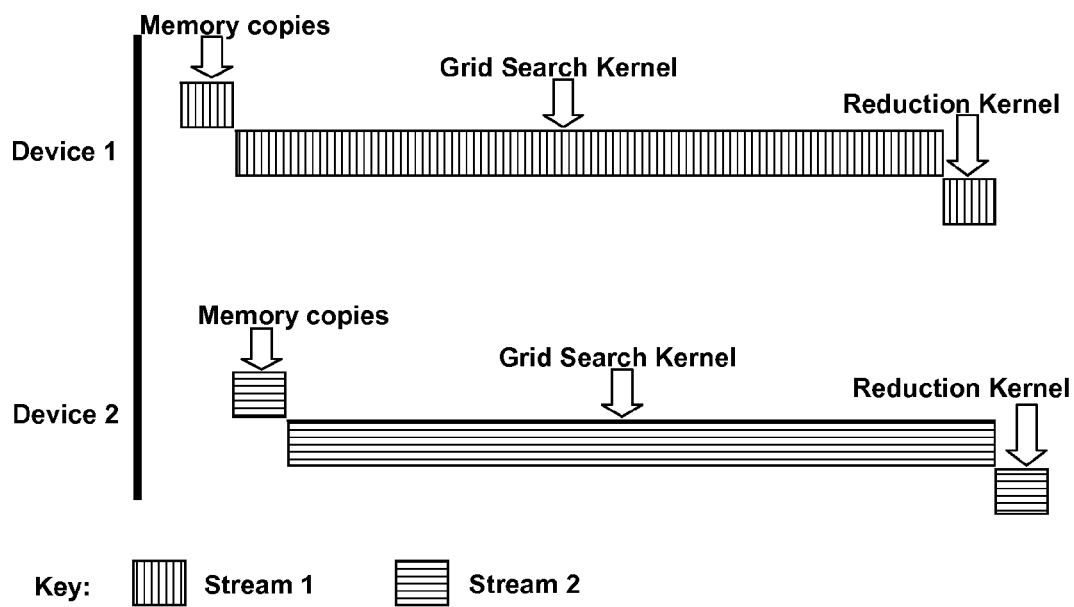 Memory copies
Grid Search Kernel
Reduction Kernel
Device 1
Memory copies
Grid Search Kernel
Reduction Kernel
Device 2
Key: Stream 1 Stream 2